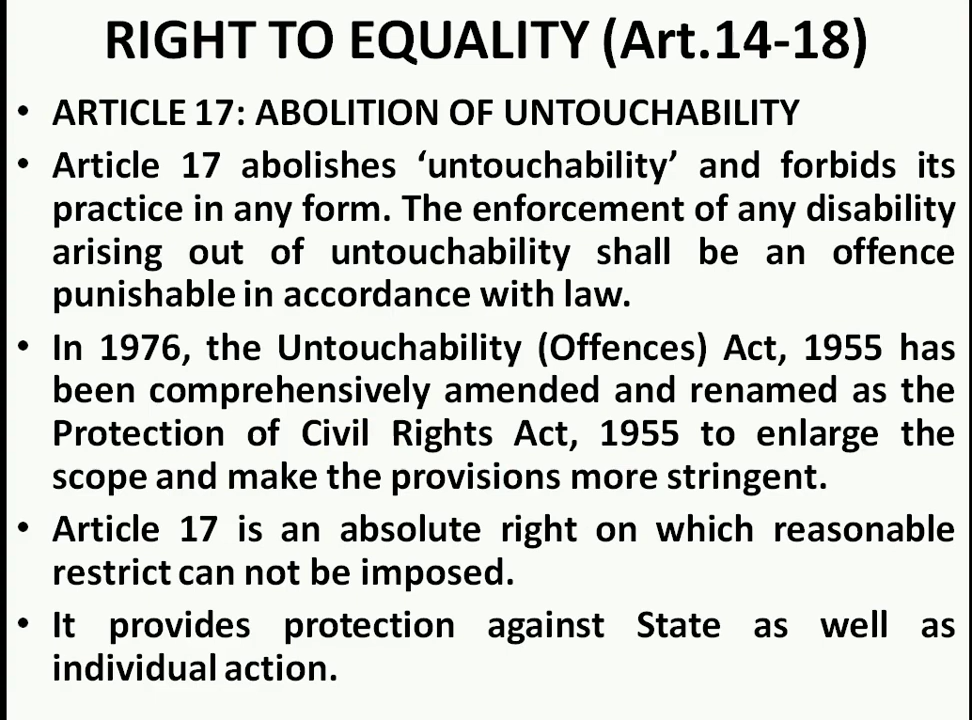 RIGHT TO EQUALITY (Art.14-18)
• ARTICLE 17: ABOLITION OF UNTOUCHABILITY
• Article 17 abolishes ‘untouchability’ and forbids its
practice in any form. The enforcement of any disability
arising out of untouchability shall be an offence
punishable in accordance with law.
• In 1976, the Untouchability (Offences) Act, 1955 has
been comprehensively amended and renamed as the
Protection of Civil Rights Act, 1955 to enlarge the
scope and make the provisions more stringent.
• Article 17 is an absolute right on which reasonable
restrict can not be imposed.
• It provides protection against State as well as
individual action.